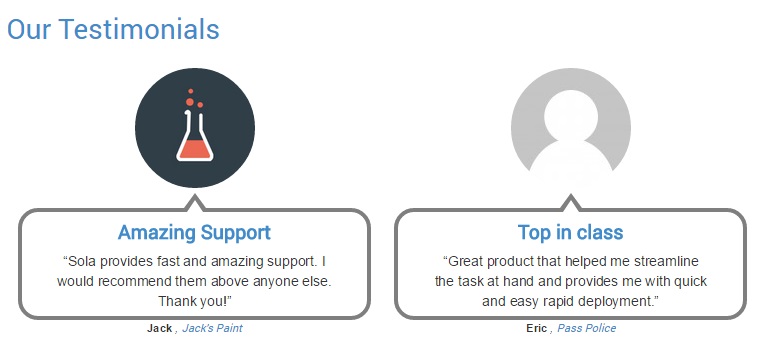 Our Testimonials
Amazing Support
“Sola provides fast and amazing support. I
would recommend them above anyone else.
Thank you!”
Jack , Jack's Paint
Top in class
“Great product that helped me streamline
the task at hand and provides me with quick
and easy rapid deployment.”
Eric , Pass Police